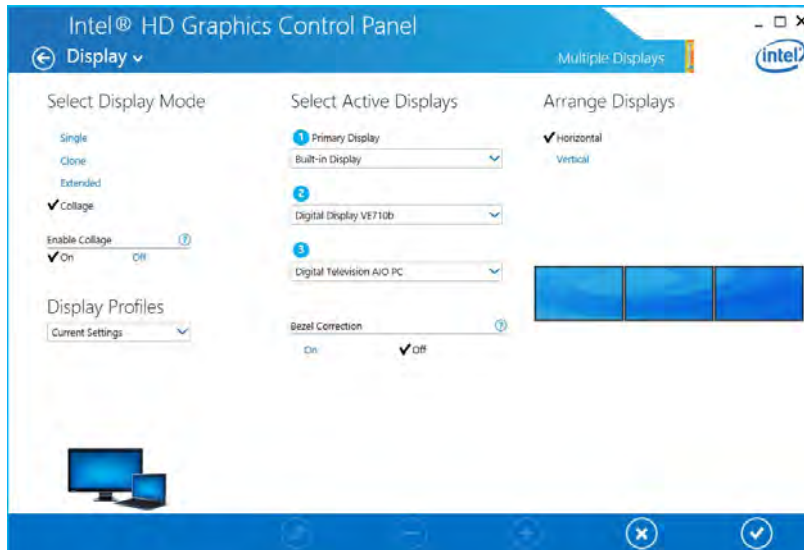 Intel® HD Graphics Control Panel
Display
Multiple Displays
intel
Select Display Mode
Single
Clone
Extended
Collage
Enable Collage ?
On Off
Display Profiles
Current Settings
Select Active Displays
1 Primary Display
Built-in Display
2
Digital Display VE710b
3
Digital Television AIO PC
Bezel Correction ?
On Off
Arrange Displays
Horizontal
Vertical